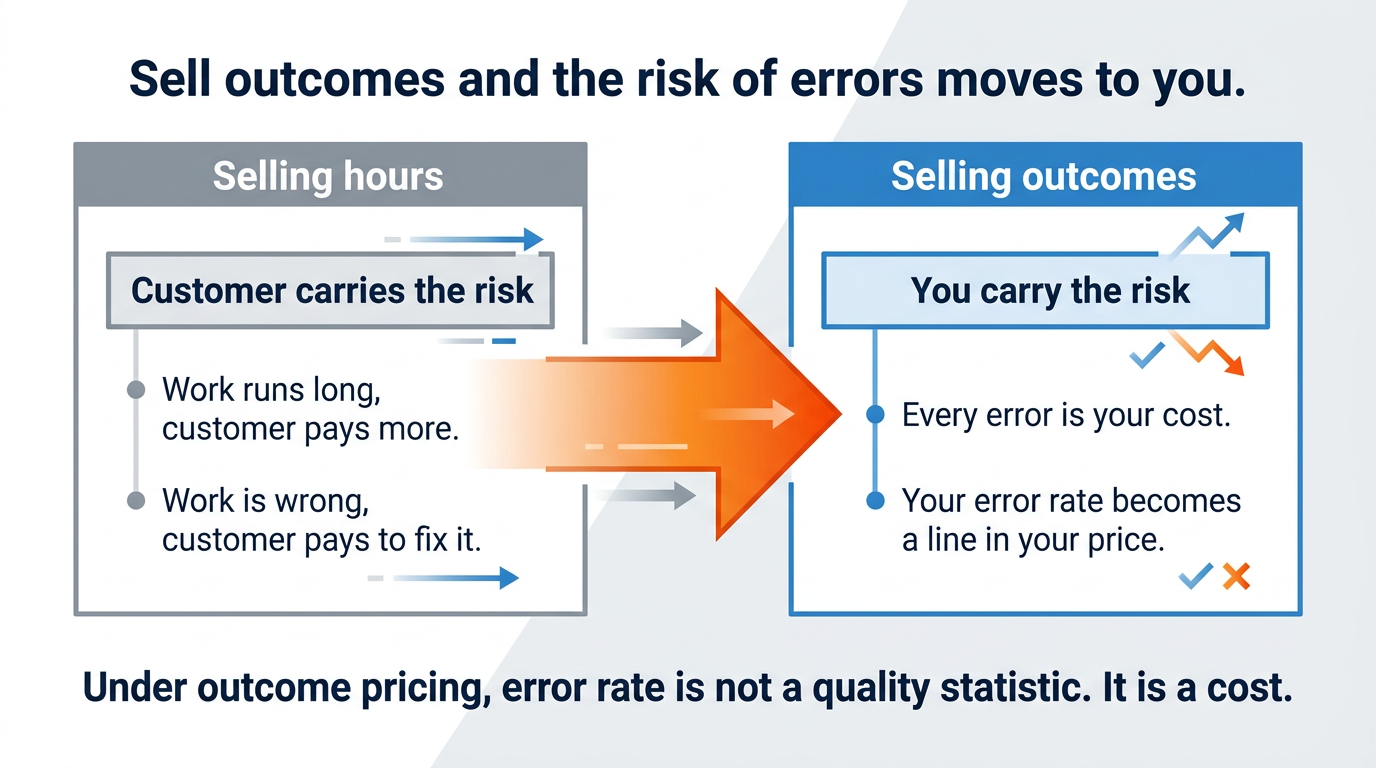 Sell outcomes and the risk of errors moves to you.
Selling hours
Customer carries the risk
Work runs long,
customer pays more.
Work is wrong,
customer pays to fix it.
Selling outcomes
You carry the risk
Every error is your cost.
Your error rate becomes
a line in your price.
Under outcome pricing, error rate is not a quality statistic. It is a cost.